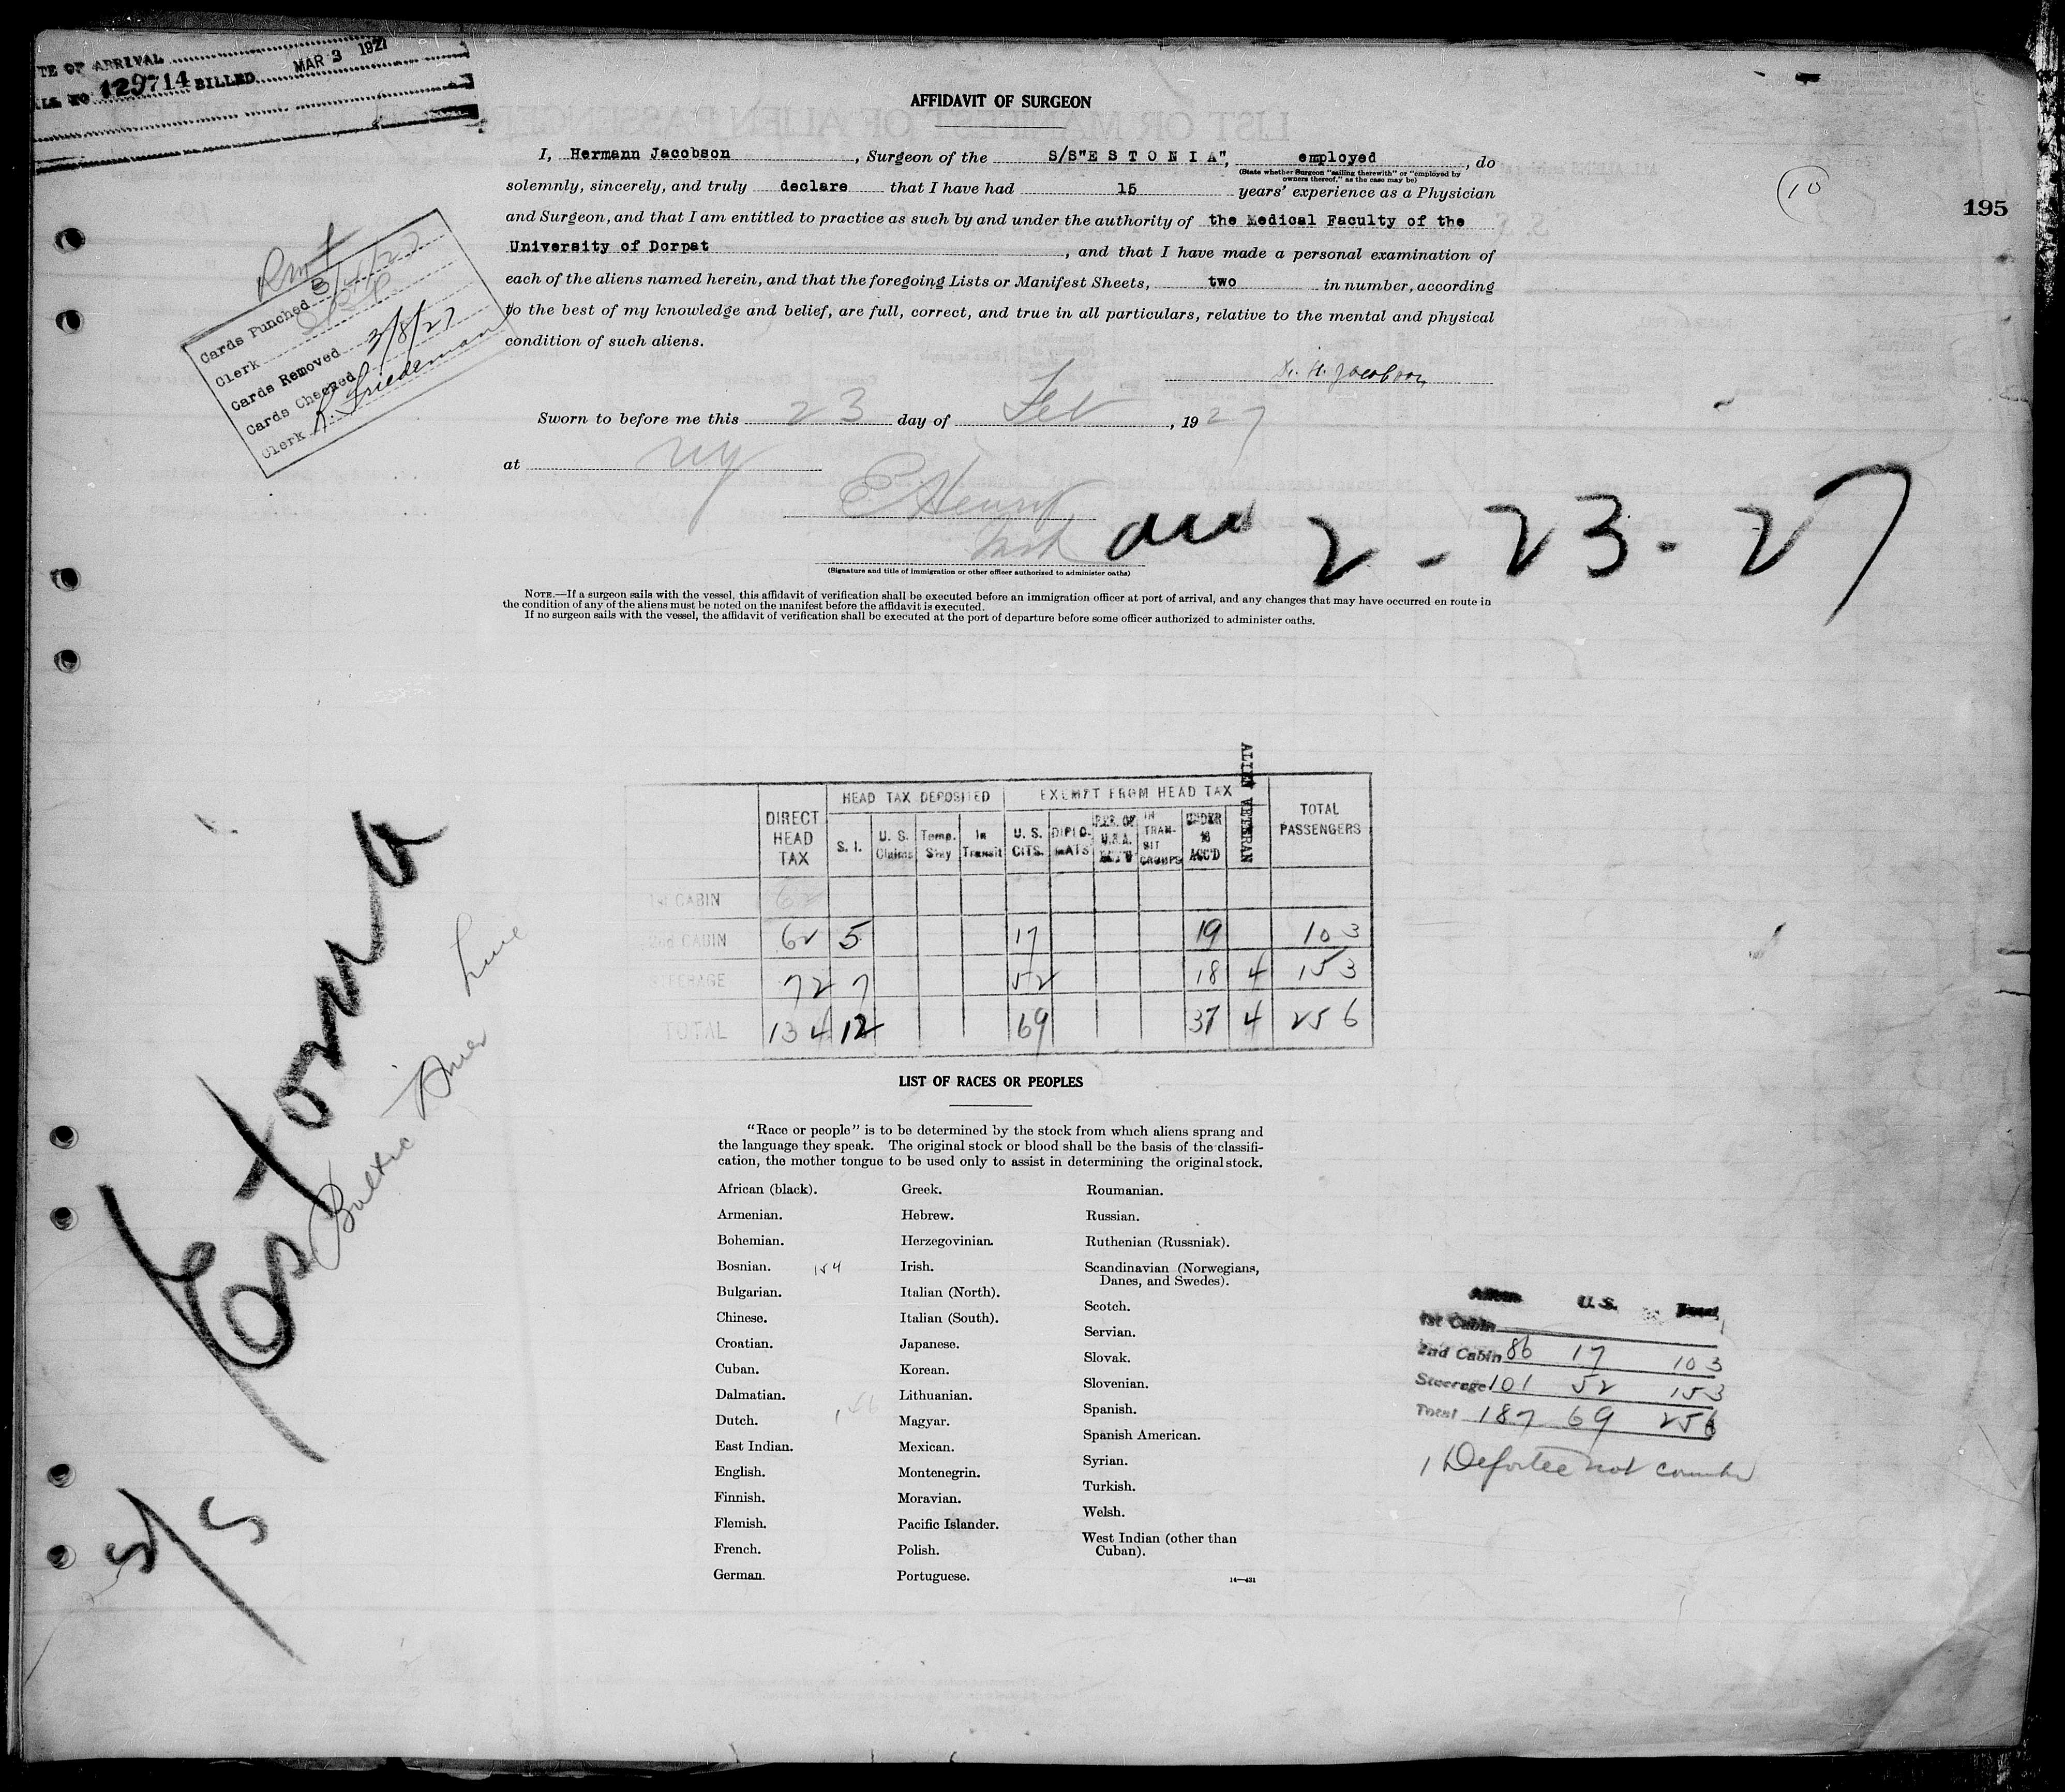 TE OF ARRIVAL
MAR 3 1927
129714 BILLED
AFFIDAVIT OF SURGEON
I, Hermann Jacobson, Surgeon of the S/S"E S T O N I A", employed, do
(State whether Surgeon "sailing therewith" or "employed by owners thereof," as the case may be)
solemnly, sincerely, and truly declare that I have had 15 years' experience as a Physician
and Surgeon, and that I am entitled to practice as such by and under the authority of the Medical Faculty of the
University of Dorpat, and that I have made a personal examination of
each of the aliens named herein, and that the foregoing Lists or Manifest Sheets, two in number, according
to the best of my knowledge and belief, are full, correct, and true in all particulars, relative to the mental and physical
condition of such aliens.
Dr. H. Jacobson
Sworn to before me this 23 day of Feb, 1927
at NY
E Henry
(Signature and title of immigration or other officer authorized to administer oaths)
2-23-27
10
195
Cards Punched
Clerk
Cards Removed 3/8/27
Cards Checked
Clerk R. Friedeman
NOTE.—If a surgeon sails with the vessel, this affidavit of verification shall be executed before an immigration officer at port of arrival, and any changes that may have occurred en route in
the condition of any of the aliens must be noted on the manifest before the affidavit is executed.
If no surgeon sails with the vessel, the affidavit of verification shall be executed at the port of departure before some officer authorized to administer oaths.
S/S Estonia
Baltic Amer Line
HEAD TAX DEPOSITED EXEMPT FROM HEAD TAX
DIRECT HEAD TAX S. I. U. S. Claims Temp. Stay In Transit U. S. CITS. DIPLOMATS RES. OF U.S.A. IN TRANSIT GROUPS UNDER 16 ACC'D ALIEN VETERAN TOTAL PASSENGERS
1st CABIN 62
2nd CABIN 62 5 17 19 103
STEERAGE 72 7 52 18 4 153
TOTAL 134 12 69 37 4 256
LIST OF RACES OR PEOPLES
"Race or people" is to be determined by the stock from which aliens sprang and
the language they speak. The original stock or blood shall be the basis of the classifi-
cation, the mother tongue to be used only to assist in determining the original stock.
African (black).
Armenian.
Bohemian.
Bosnian. 154
Bulgarian.
Chinese.
Croatian.
Cuban.
Dalmatian.
Dutch.
East Indian.
English.
Finnish.
Flemish.
French.
German.
Greek.
Hebrew.
Herzegovinian.
Irish.
Italian (North).
Italian (South).
Japanese.
Korean.
Lithuanian.
Magyar.
Mexican.
Montenegrin.
Moravian.
Pacific Islander.
Polish.
Portuguese.
Roumanian.
Russian.
Ruthenian (Russniak).
Scandinavian (Norwegians,
Danes, and Swedes).
Scotch.
Servian.
Slovak.
Slovenian.
Spanish.
Spanish American.
Syrian.
Turkish.
Welsh.
West Indian (other than
Cuban).
14—431
Alien U. S. Total
1st Cabin
2nd Cabin 86 17 103
Steerage 101 52 153
Total 187 69 256
1 Deportee not counted